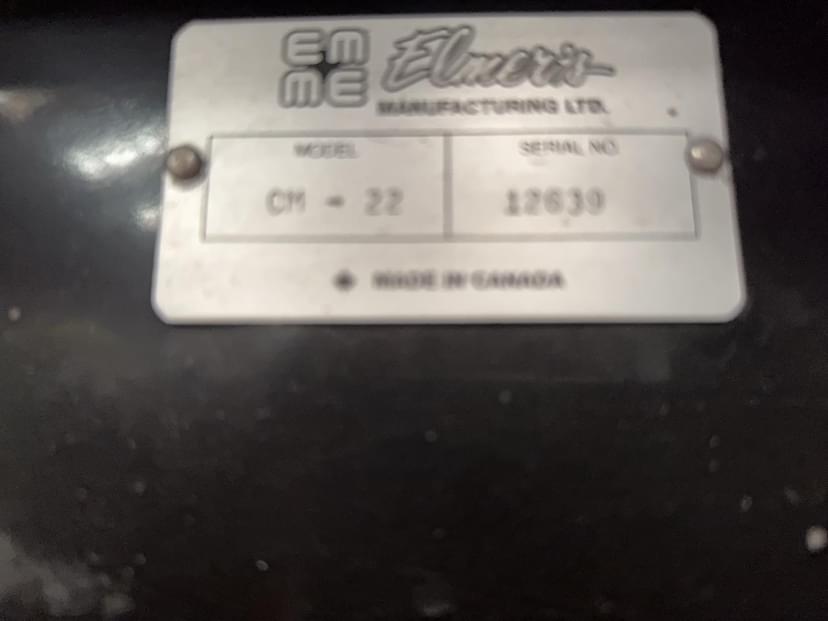 EM
ME
Elmer's
MANUFACTURING LTD.
MODEL
SERIAL NO.
CM - 22
12639
MADE IN CANADA